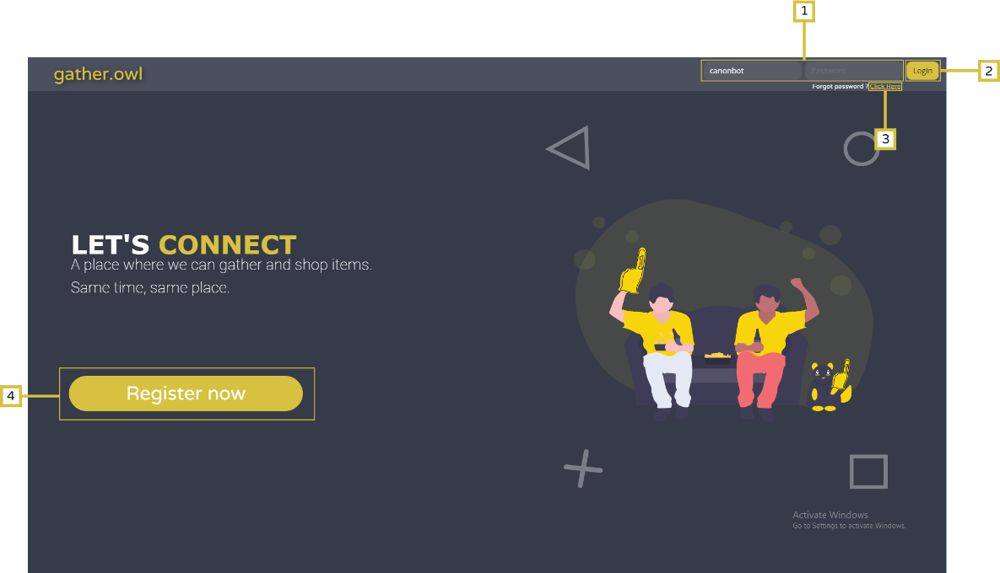 1
gather.owl
canonbot
Password
Login
2
Forgot password ? Click Here
3
LET'S CONNECT
A place where we can gather and shop items.
Same time, same place.
4
Register now
Activate Windows
Go to Settings to activate Windows.